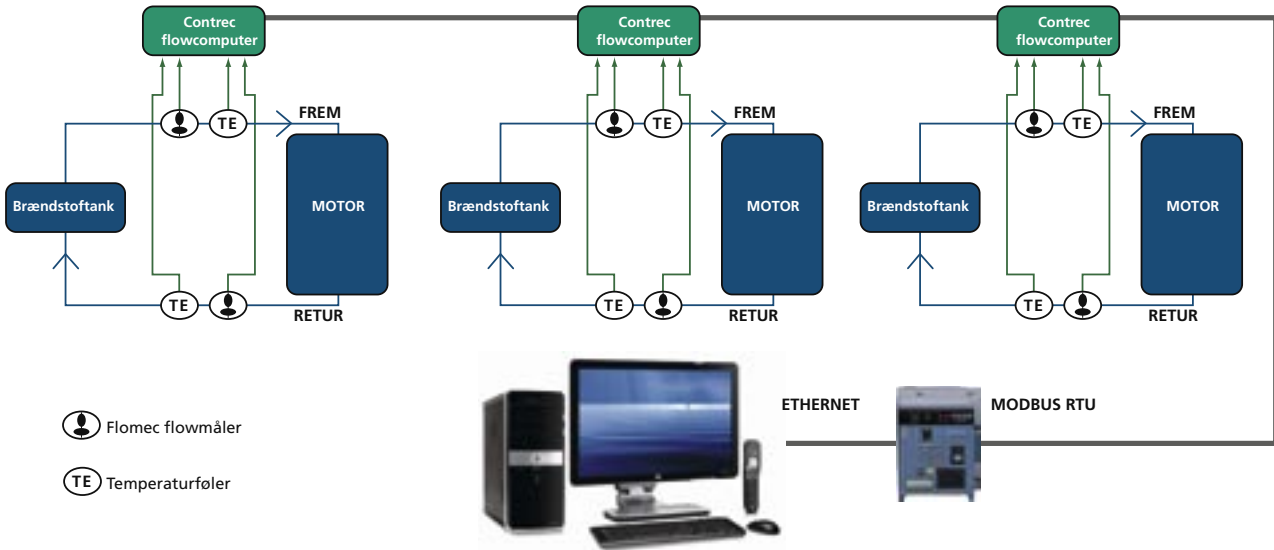 Contrec
flowcomputer
Contrec
flowcomputer
Contrec
flowcomputer
FREM
FREM
FREM
TE
TE
TE
Brændstoftank
MOTOR
Brændstoftank
MOTOR
Brændstoftank
MOTOR
TE
TE
TE
RETUR
RETUR
RETUR
ETHERNET
MODBUS RTU
Flomec flowmåler
TE Temperaturføler